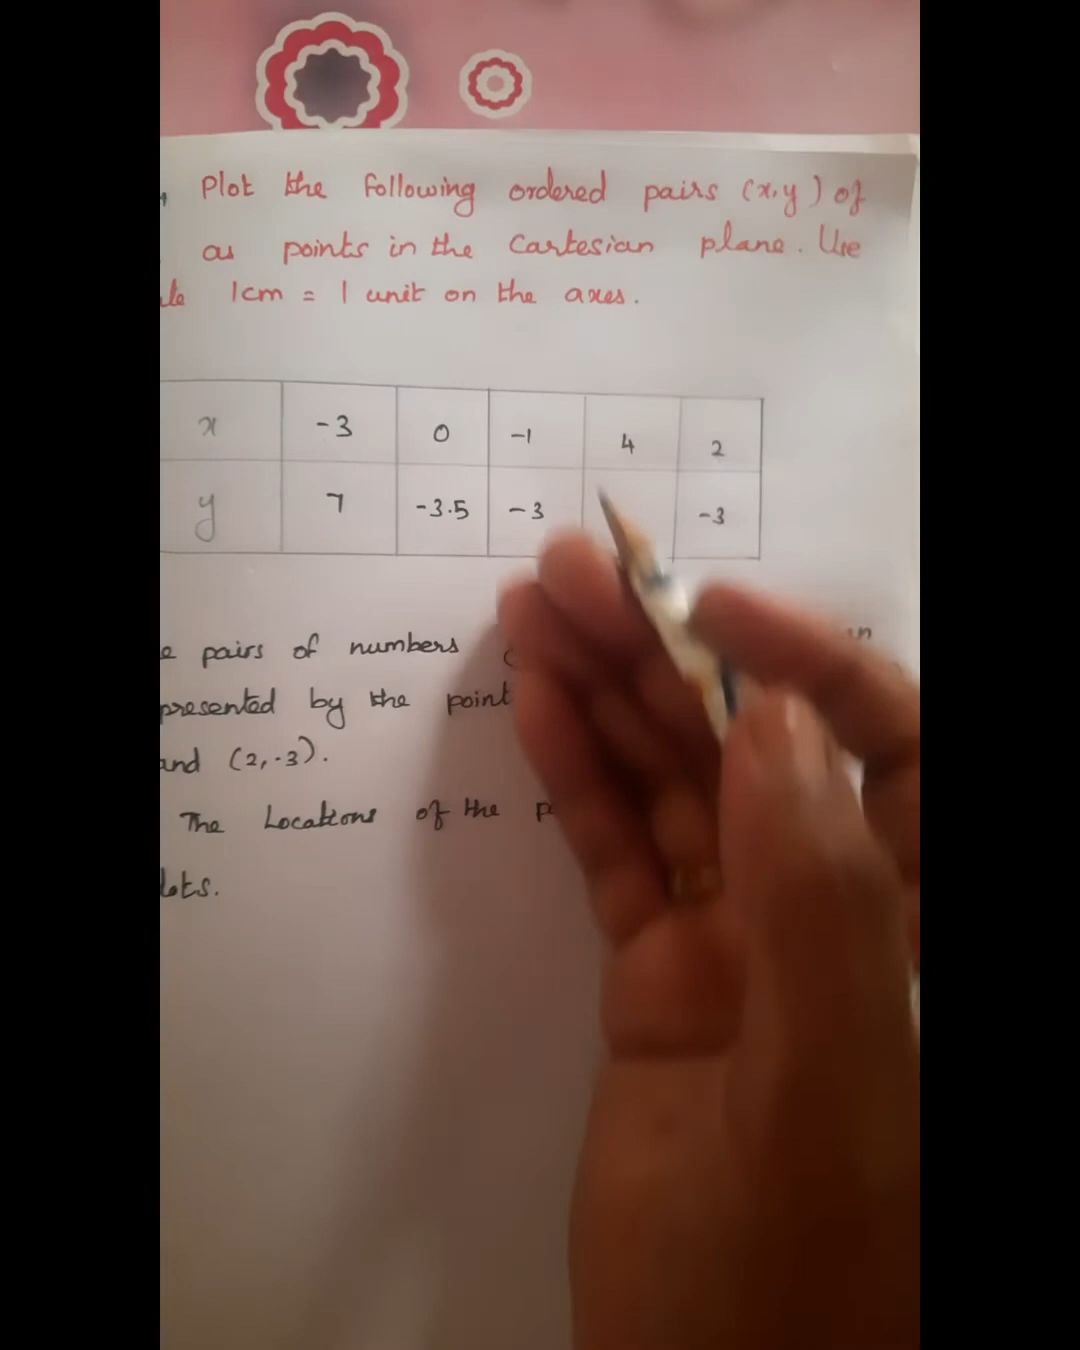 Plot the following ordered pairs (x,y) of
as points in the Cartesian plane. Use
1cm = 1 unit on the axes.
x -3 0 -1 4 2
y 7 -3.5 -3 -3
pairs of numbers
by the point
(2,-3).
The Locations of the